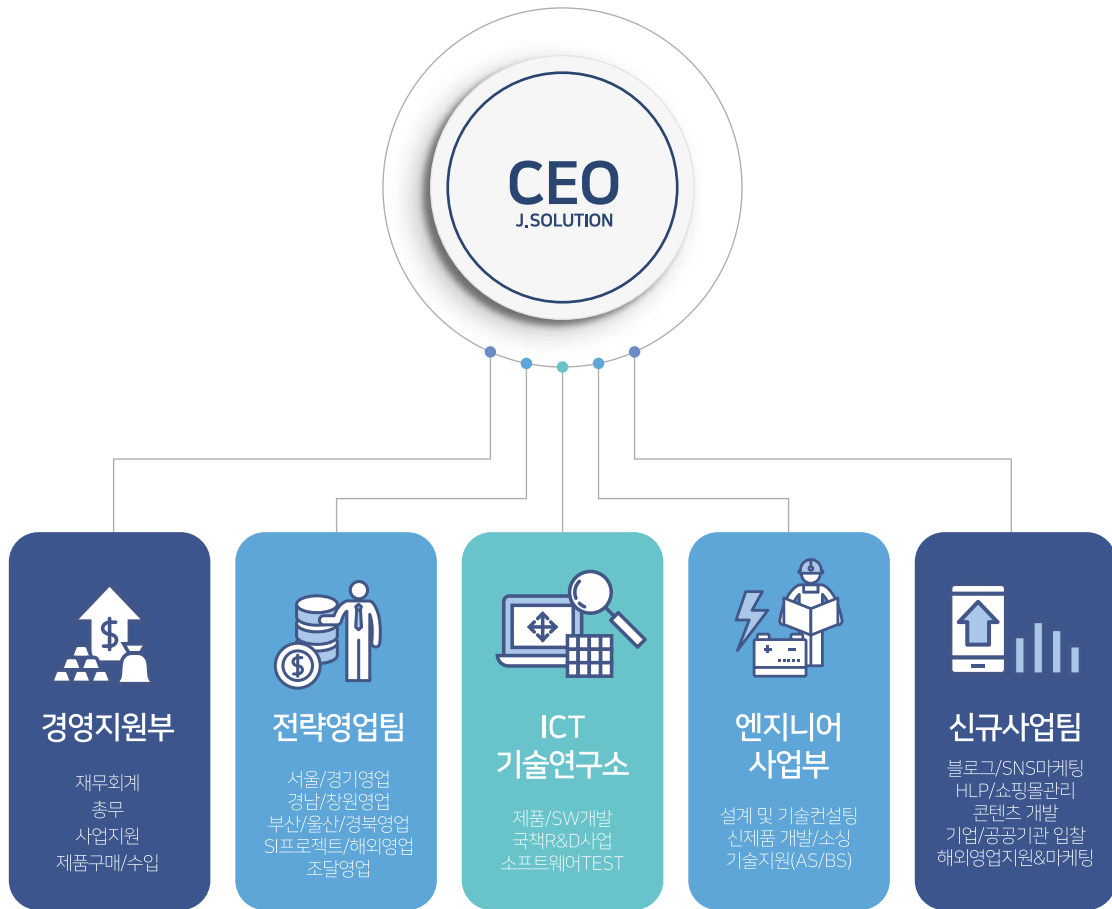 CEO
J.SOLUTION
경영지원부
재무회계
총무
사업지원
제품구매/수입
전략영업팀
서울/경기영업
경남/창원영업
부산/울산/경북영업
SI프로젝트/해외영업
조달영업
ICT
기술연구소
제품/SW개발
국책R&D사업
소프트웨어TEST
엔지니어
사업부
설계 및 기술컨설팅
신제품 개발/소싱
기술지원(AS/BS)
신규사업팀
블로그/SNS마케팅
HLP/쇼핑몰관리
콘텐츠 개발
기업/공공기관 입찰
해외영업지원&마케팅